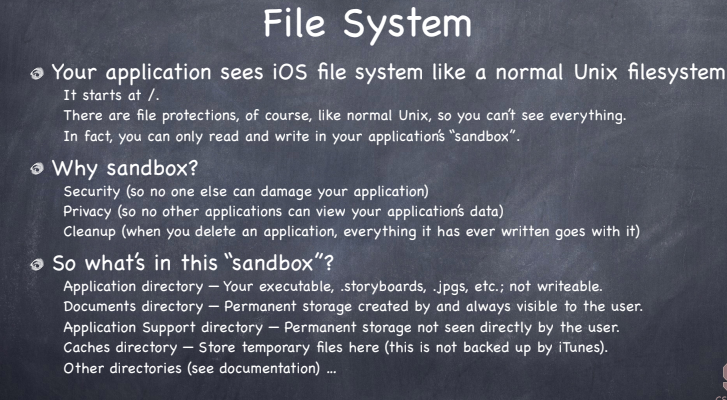 File System
Your application sees iOS file system like a normal Unix filesystem
It starts at /.
There are file protections, of course, like normal Unix, so you can't see everything.
In fact, you can only read and write in your application's “sandbox”.
Why sandbox?
Security (so no one else can damage your application)
Privacy (so no other applications can view your application's data)
Cleanup (when you delete an application, everything it has ever written goes with it)
So what's in this “sandbox”?
Application directory — Your executable, .storyboards, .jpgs, etc.; not writeable.
Documents directory — Permanent storage created by and always visible to the user.
Application Support directory — Permanent storage not seen directly by the user.
Caches directory — Store temporary files here (this is not backed up by iTunes).
Other directories (see documentation) …